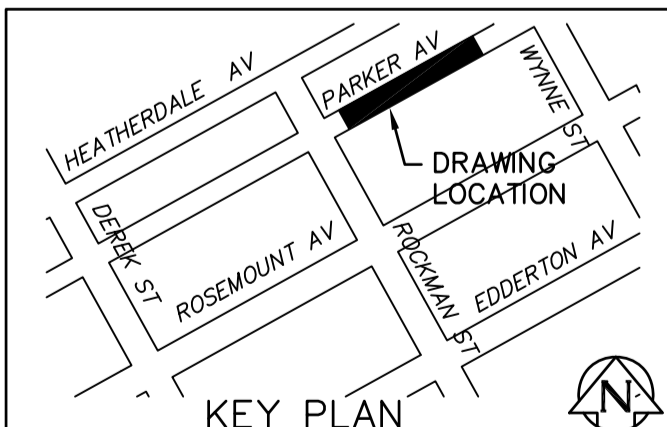 HEATHERDALE AV
PARKER AV
WYNNE ST
DRAWING
LOCATION
DEREK ST
ROSEMOUNT AV
ROCKMAN ST
EDDERTON AV
KEY PLAN
N